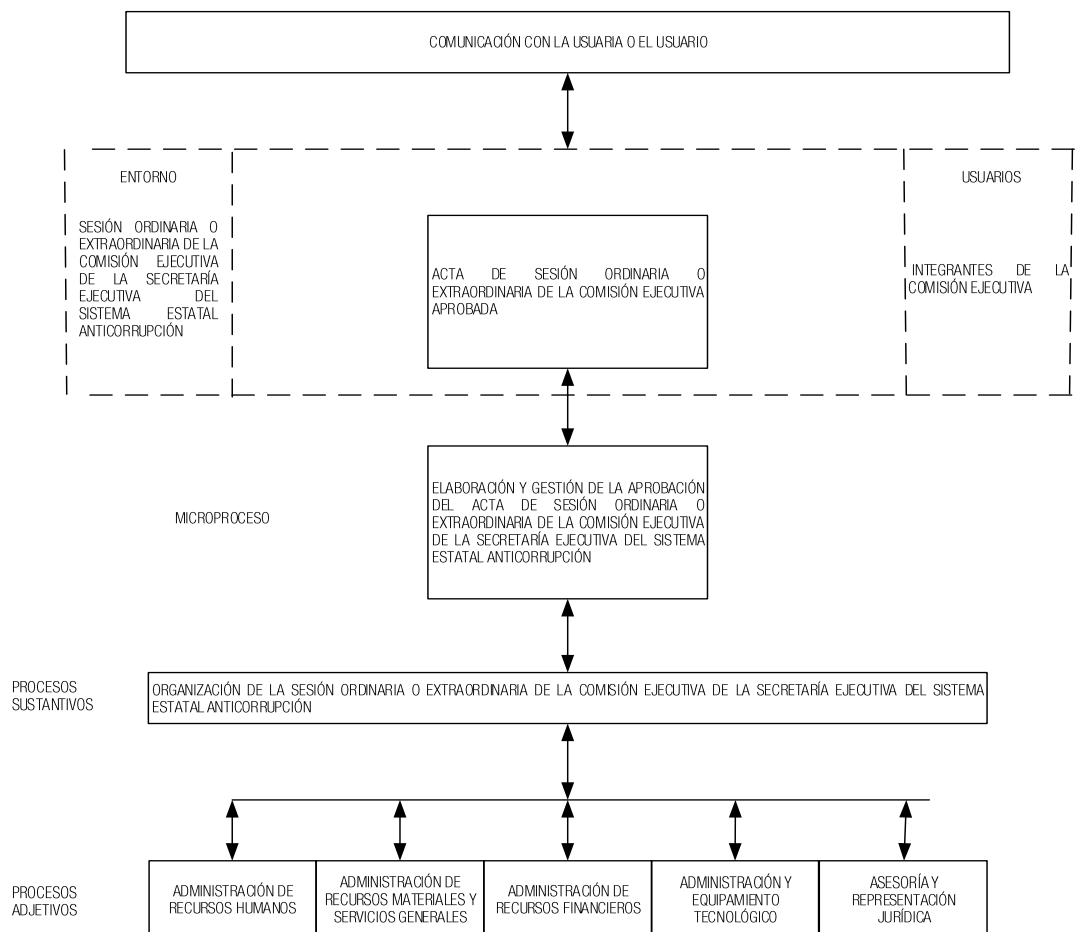 COMUNICACIÓN CON LA USUARIA O EL USUARIO
ENTORNO
SESIÓN ORDINARIA O
EXTRAORDINARIA DE LA
COMISIÓN EJECUTIVA
DE LA SECRETARÍA
EJECUTIVA DEL
SISTEMA ESTATAL
ANTICORRUPCIÓN
ACTA DE SESIÓN ORDINARIA O
EXTRAORDINARIA DE LA COMISIÓN EJECUTIVA
APROBADA
USUARIOS
INTEGRANTES DE LA
COMISIÓN EJECUTIVA
MICROPROCESO
ELABORACIÓN Y GESTIÓN DE LA APROBACIÓN
DEL ACTA DE SESIÓN ORDINARIA O
EXTRAORDINARIA DE LA COMISIÓN EJECUTIVA
DE LA SECRETARÍA EJECUTIVA DEL SISTEMA
ESTATAL ANTICORRUPCIÓN
PROCESOS
SUSTANTIVOS
ORGANIZACIÓN DE LA SESIÓN ORDINARIA O EXTRAORDINARIA DE LA COMISIÓN EJECUTIVA DE LA SECRETARÍA EJECUTIVA DEL SISTEMA
ESTATAL ANTICORRUPCIÓN
PROCESOS
ADJETIVOS
ADMINISTRACIÓN DE
RECURSOS HUMANOS
ADMINISTRACIÓN DE
RECURSOS MATERIALES Y
SERVICIOS GENERALES
ADMINISTRACIÓN DE
RECURSOS FINANCIEROS
ADMINISTRACIÓN Y
EQUIPAMIENTO
TECNOLÓGICO
ASESORÍA Y
REPRESENTACIÓN
JURÍDICA